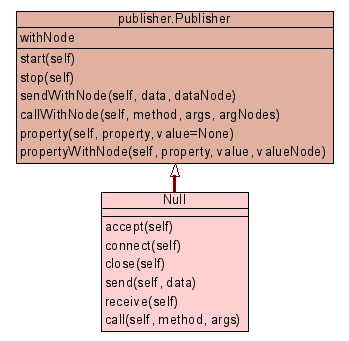 publisher.Publisher
withNode
start(self)
stop(self)
sendWithNode(self, data, dataNode)
callWithNode(self, method, args, argNodes)
property(self, property, value=None)
propertyWithNode(self, property, value, valueNode)
Null
accept(self)
connect(self)
close(self)
send(self, data)
receive(self)
call(self, method, args)